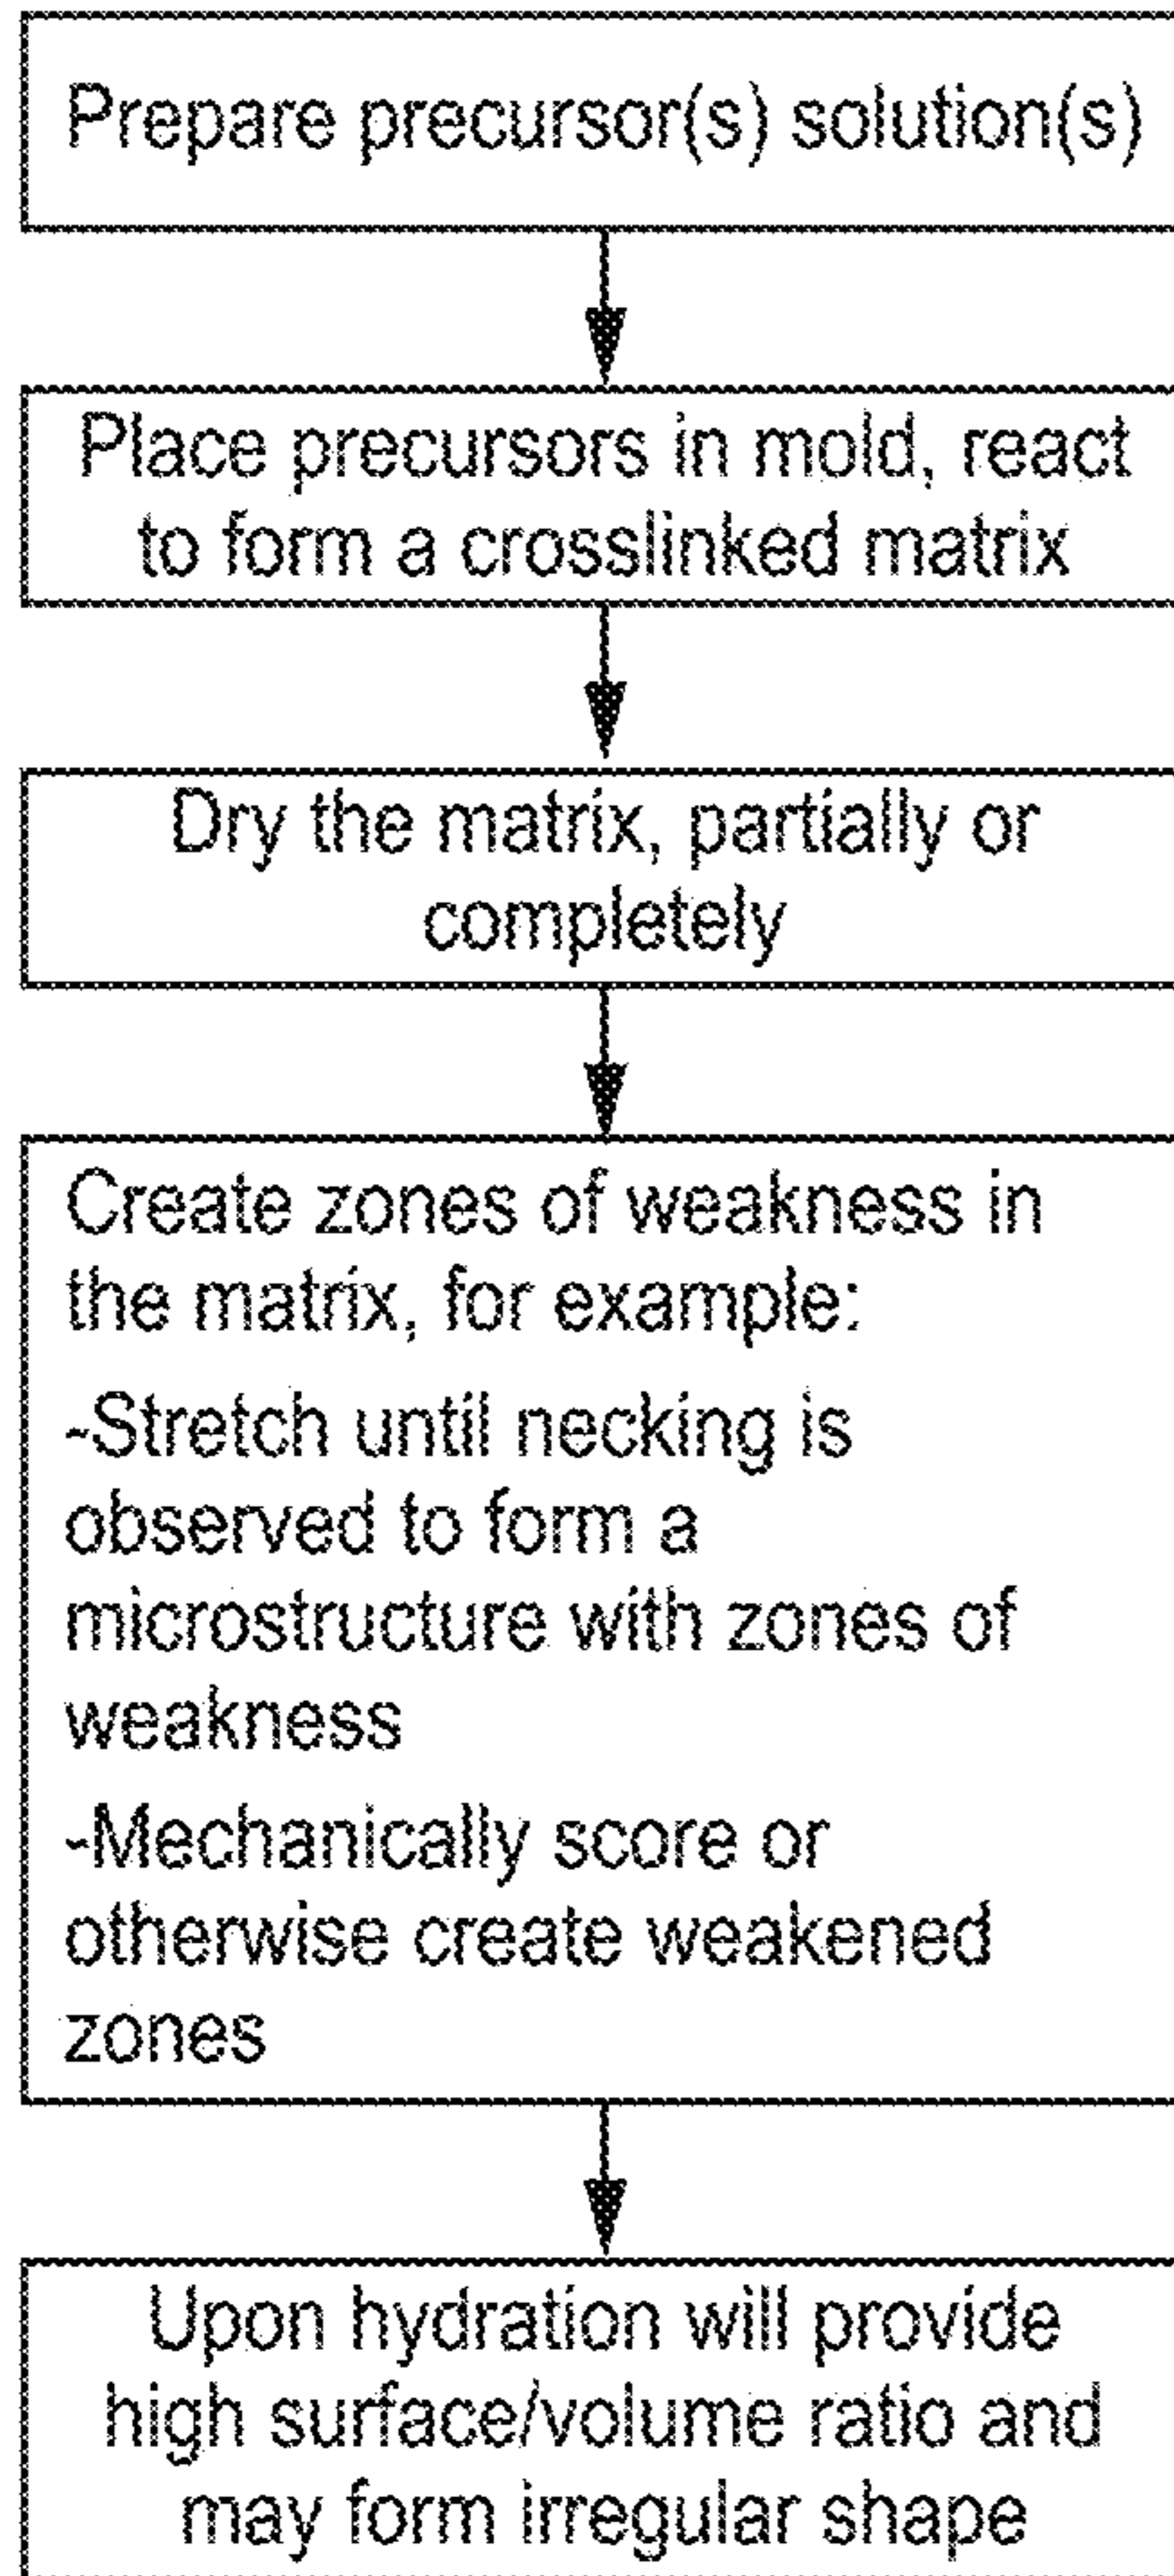 Prepare precursor(s) solution(s)
Place precursors in mold, react
to form a crosslinked matrix
Dry the matrix, partially or
completely
Create zones of weakness in
the matrix, for example:
-Stretch until necking is
observed to form a
microstructure with zones of
weakness
-Mechanically score or
otherwise create weakened
zones
Upon hydration will provide
high surface/volume ratio and
may form irregular shape